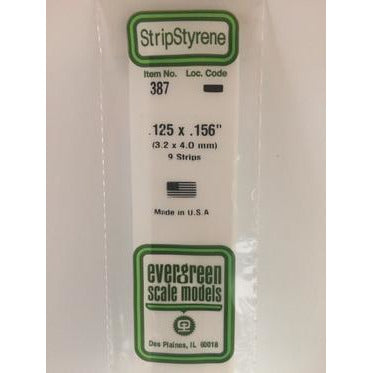 StripStyrene
Item No. Loc. Code
387
.125 x .156"
(3.2 x 4.0 mm)
9 Strips
Made in U.S.A
evergreen
scale models
Des Plaines, IL 60018